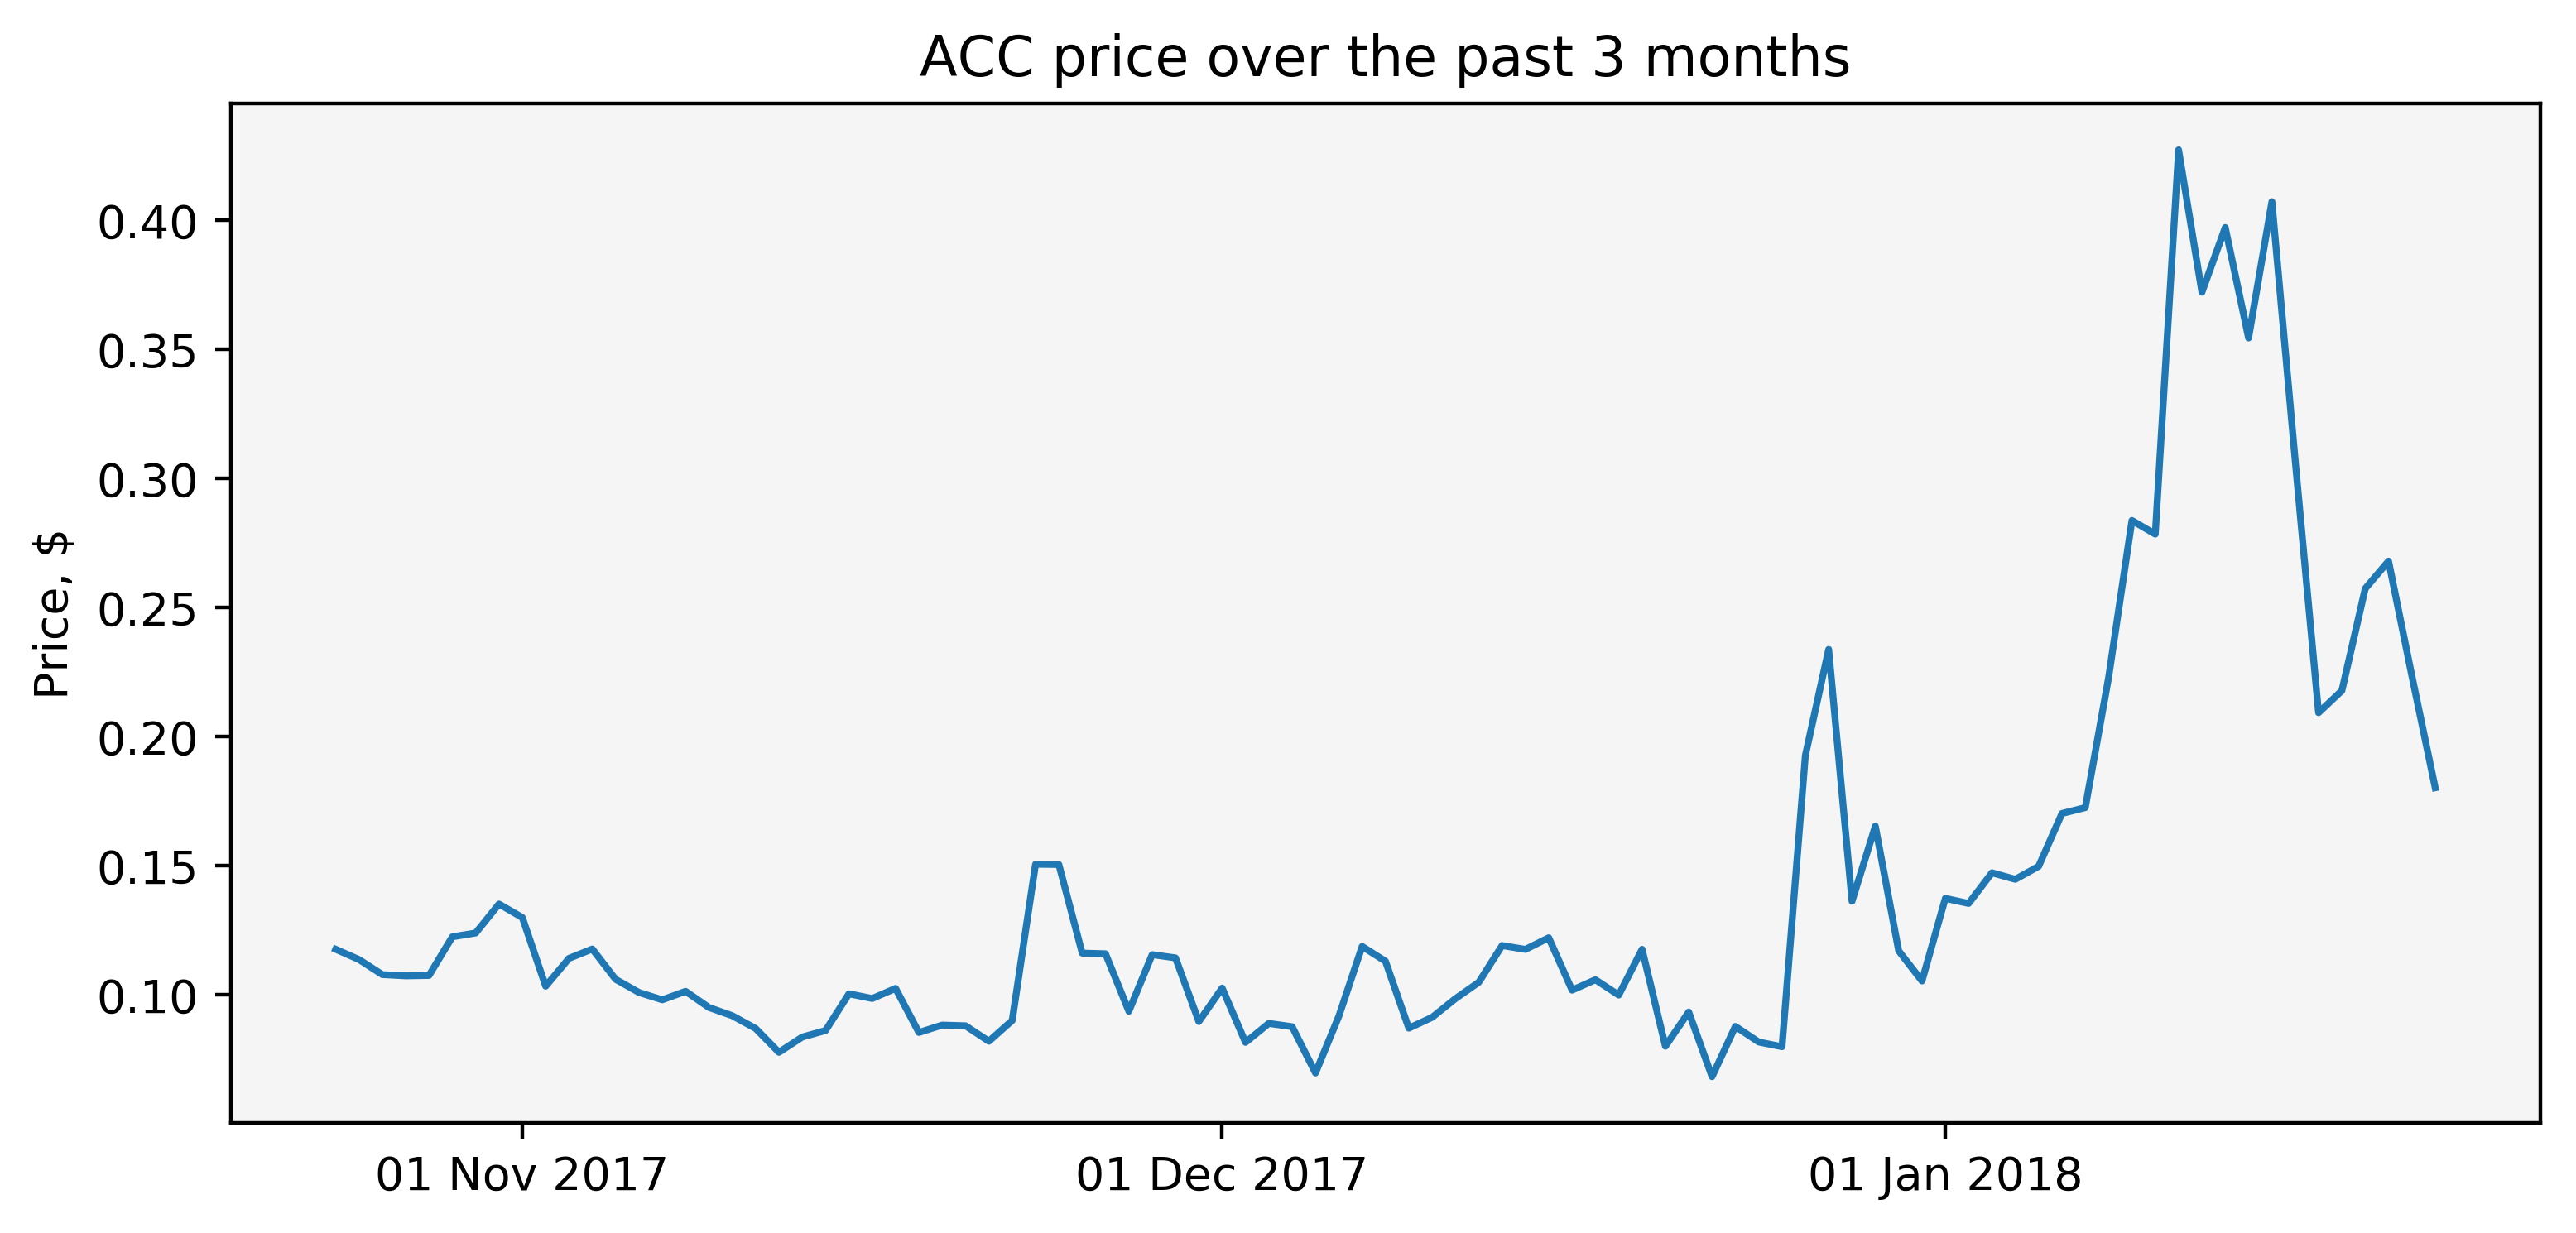 ACC price over the past 3 months
Price, $
0.40
0.35
0.30
0.25
0.20
0.15
0.10
01 Nov 2017
01 Dec 2017
01 Jan 2018